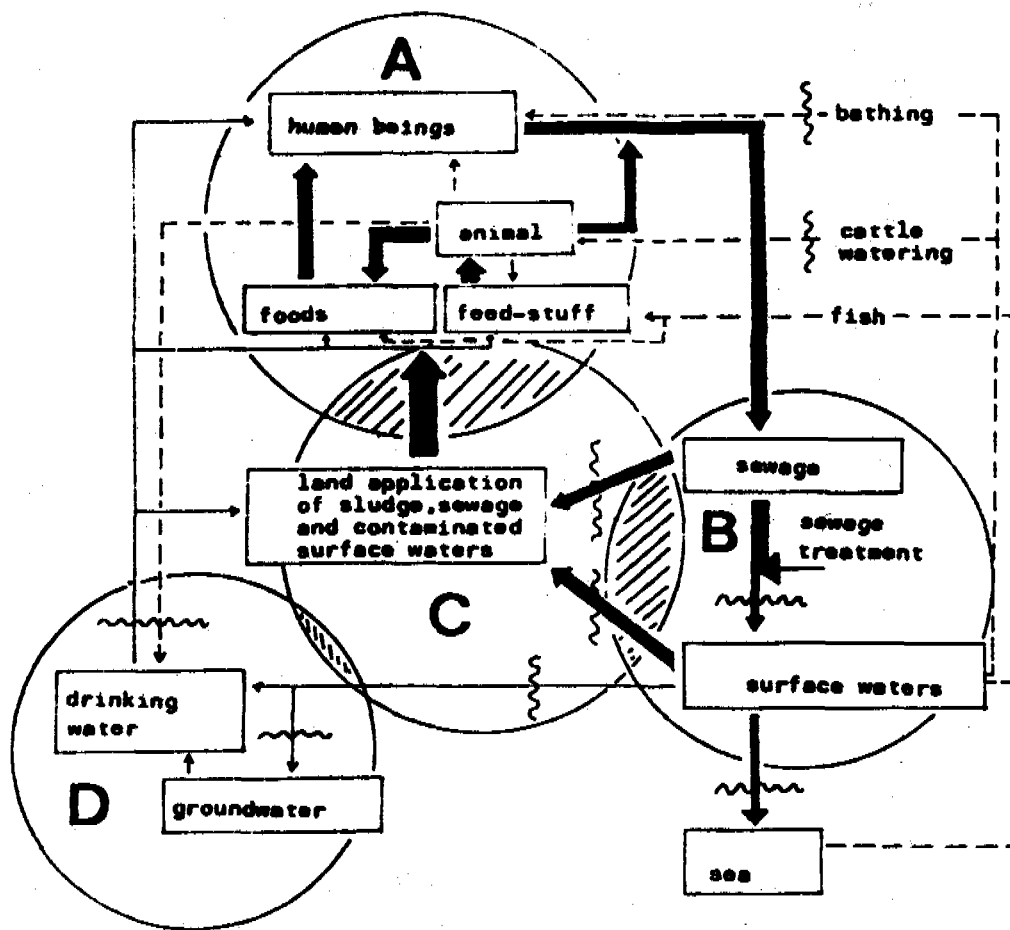 A
human beings
bathing
animal
cattle
watering
foods
feed-stuff
fish
land application
of sludge,sewage
and contaminated
surface waters
sewage
B
sewage
treatment
C
drinking
water
surface waters
D
groundwater
sea